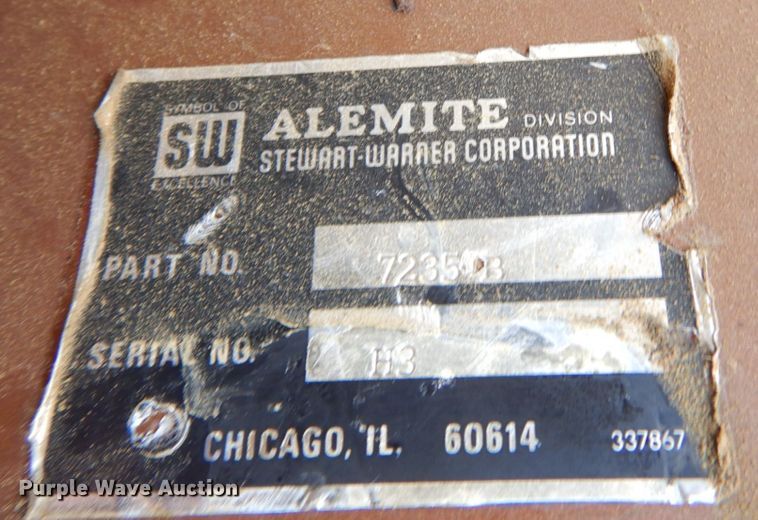 SYMBOL OF
SW
EXCELLENCE
ALEMITE DIVISION
STEWART-WARNER CORPORATION
PART NO.
SERIAL NO. H3
CHICAGO, IL. 60614 337867
Purple Wave Auction